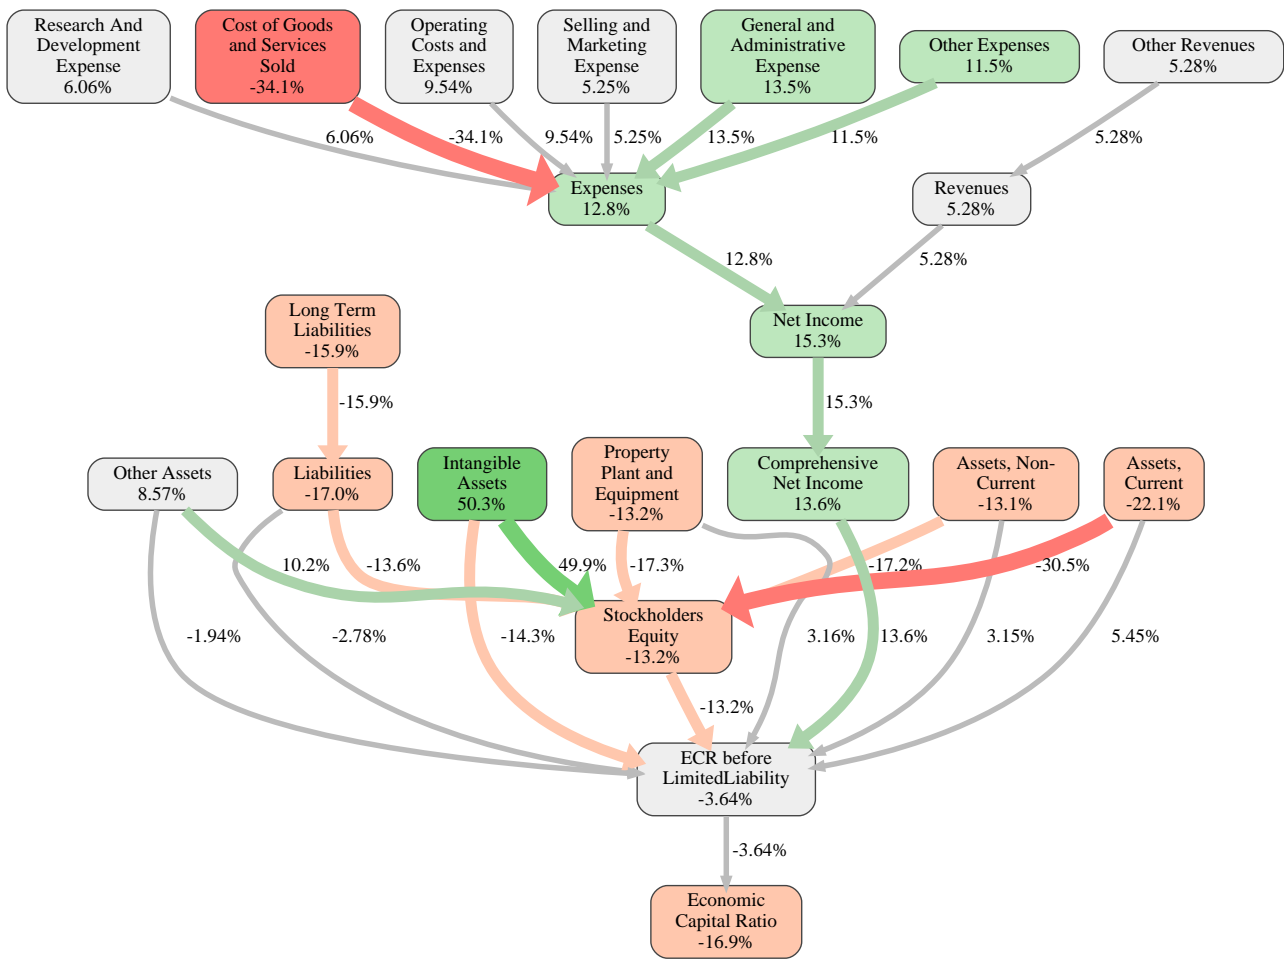 Research And
Development
Expense
6.06%
Cost of Goods
and Services
Sold
-34.1%
Operating
Costs and
Expenses
9.54%
Selling and
Marketing
Expense
5.25%
General and
Administrative
Expense
13.5%
Other Expenses
11.5%
Other Revenues
5.28%
6.06%
-34.1%
9.54%
5.25%
13.5%
11.5%
5.28%
Expenses
12.8%
Revenues
5.28%
12.8%
5.28%
Long Term
Liabilities
-15.9%
Net Income
15.3%
-15.9%
15.3%
Other Assets
8.57%
Liabilities
-17.0%
Intangible
Assets
50.3%
Property
Plant and
Equipment
-13.2%
Comprehensive
Net Income
13.6%
Assets, Non-
Current
-13.1%
Assets,
Current
-22.1%
10.2%
-13.6%
49.9%
-17.3%
-17.2%
-30.5%
Stockholders
Equity
-13.2%
-1.94%
-2.78%
-14.3%
3.16%
13.6%
3.15%
5.45%
-13.2%
ECR before
LimitedLiability
-3.64%
-3.64%
Economic
Capital Ratio
-16.9%